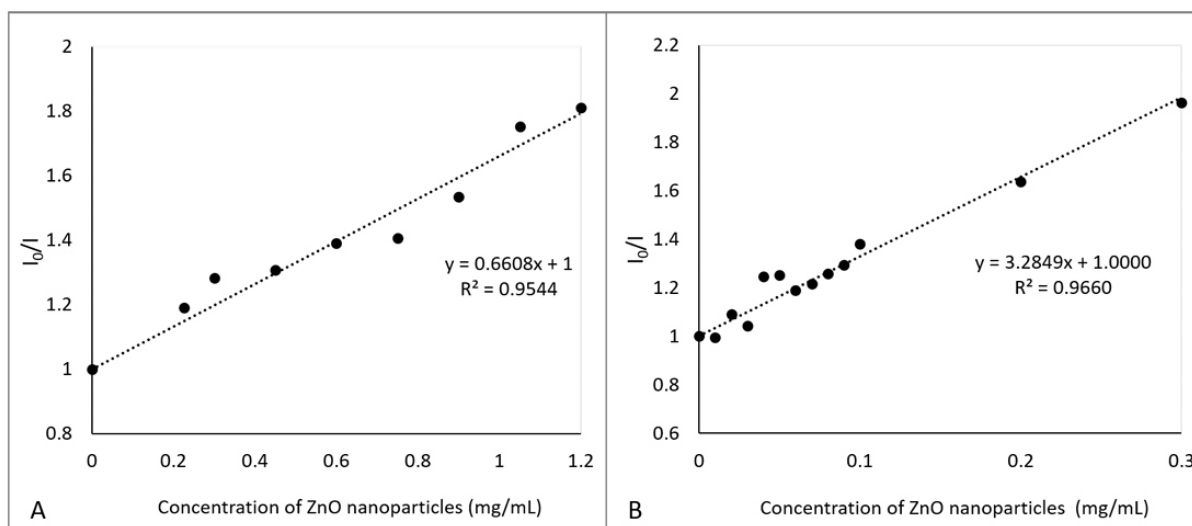 2
1.8
1.6
1.4
1.2
1
0.8
I₀/I
y = 0.6608x + 1
R² = 0.9544
0 0.2 0.4 0.6 0.8 1 1.2
A Concentration of ZnO nanoparticles (mg/mL)
2.2
2
1.8
1.6
1.4
1.2
1
0.8
0.6
I₀/I
y = 3.2849x + 1.0000
R² = 0.9660
0 0.1 0.2 0.3
B Concentration of ZnO nanoparticles (mg/mL)